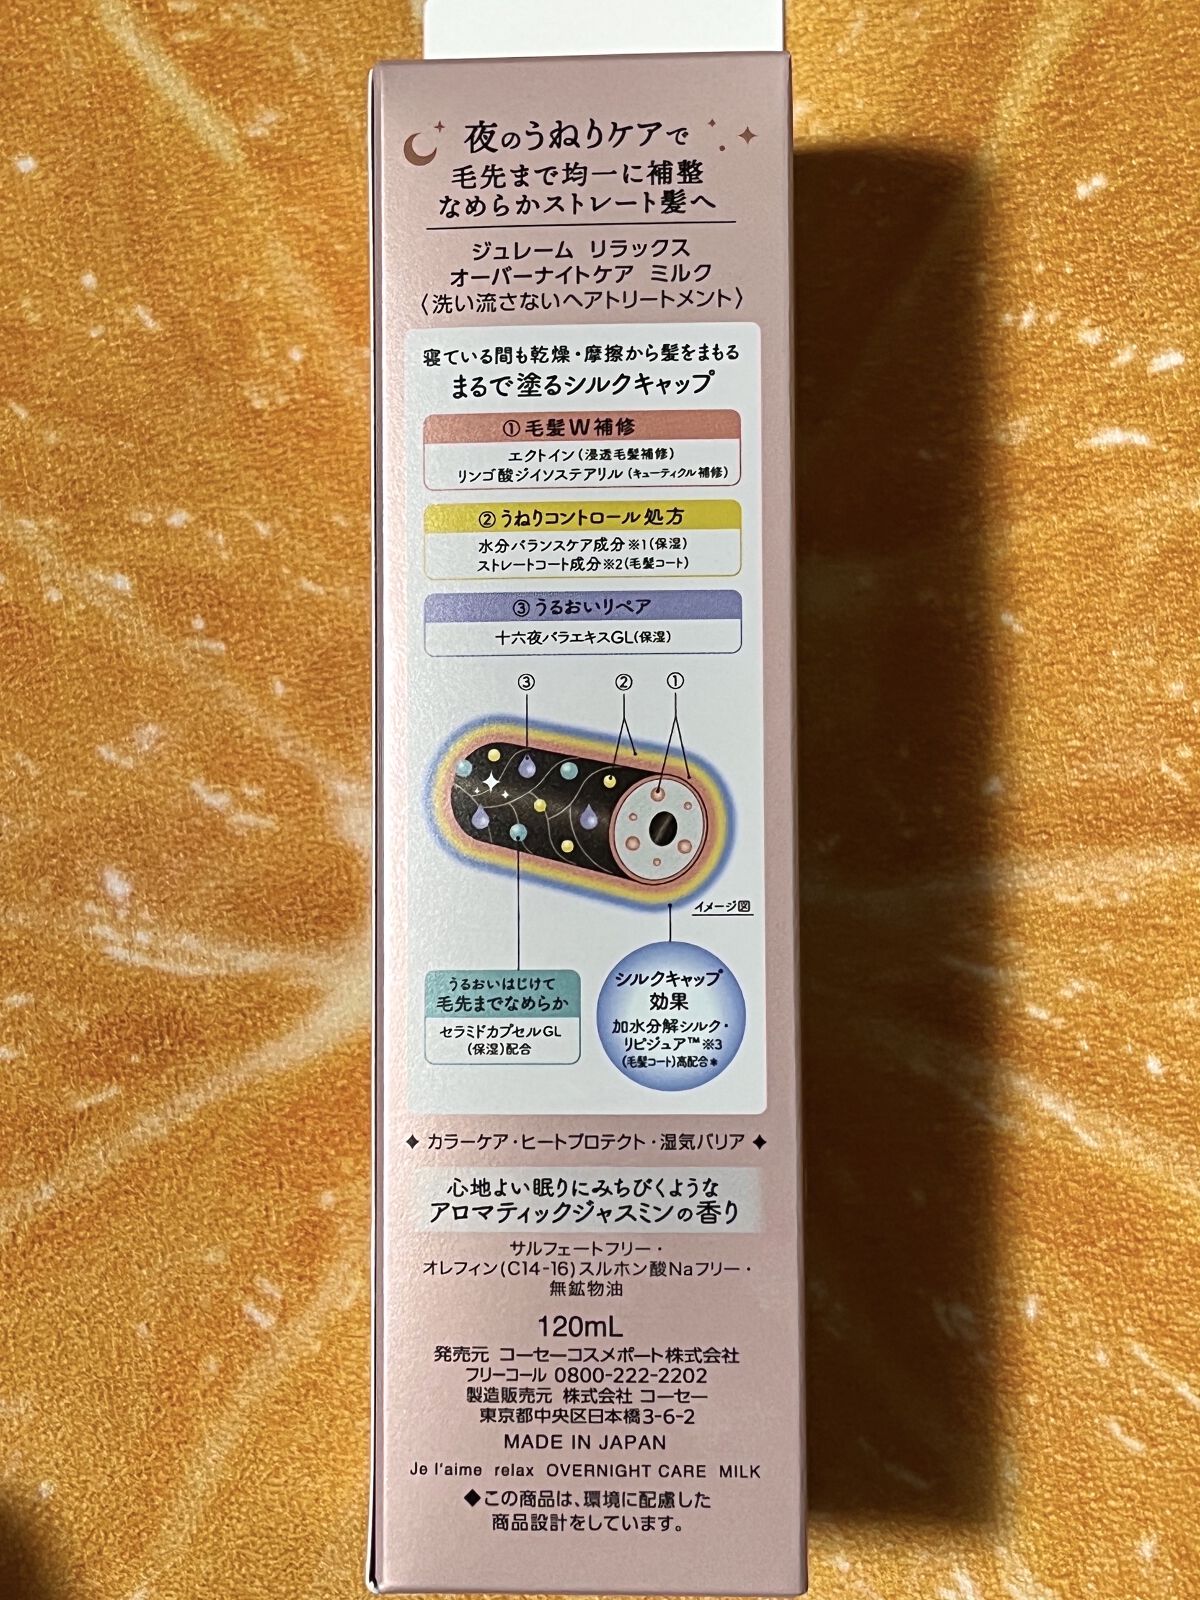 夜のうねりケアで
毛先まで均一に補整
なめらかストレート髪へ
ジュレーム リラックス
オーバーナイトケア ミルク
〈洗い流さないヘアトリートメント〉
寝ている間も乾燥・摩擦から髪をまもる
まるで塗るシルクキャップ
①毛髪W補修
エクトイン(浸透毛髪補修)
リンゴ酸ジイソステアリル(キューティクル補修)
②うねりコントロール処方
水分バランスケア成分※1(保湿)
ストレートコート成分※2(毛髪コート)
③うるおいリペア
十六夜バラエキスGL(保湿)
③ ② ①
イメージ図
うるおいはじけて
毛先までなめらか
セラミドカプセルGL
(保湿)配合
シルクキャップ
効果
加水分解シルク・
リピジュア™※3
(毛髪コート)高配合*
◆ カラーケア・ヒートプロテクト・湿気バリア ◆
心地よい眠りにみちびくような
アロマティックジャスミンの香り
サルフェートフリー・
オレフィン(C14-16)スルホン酸Naフリー・
無鉱物油
120mL
発売元 コーセーコスメポート株式会社
フリーコール 0800-222-2202
製造販売元 株式会社 コーセー
東京都中央区日本橋3-6-2
MADE IN JAPAN
Je l'aime relax OVERNIGHT CARE MILK
◆この商品は、環境に配慮した
商品設計をしています。